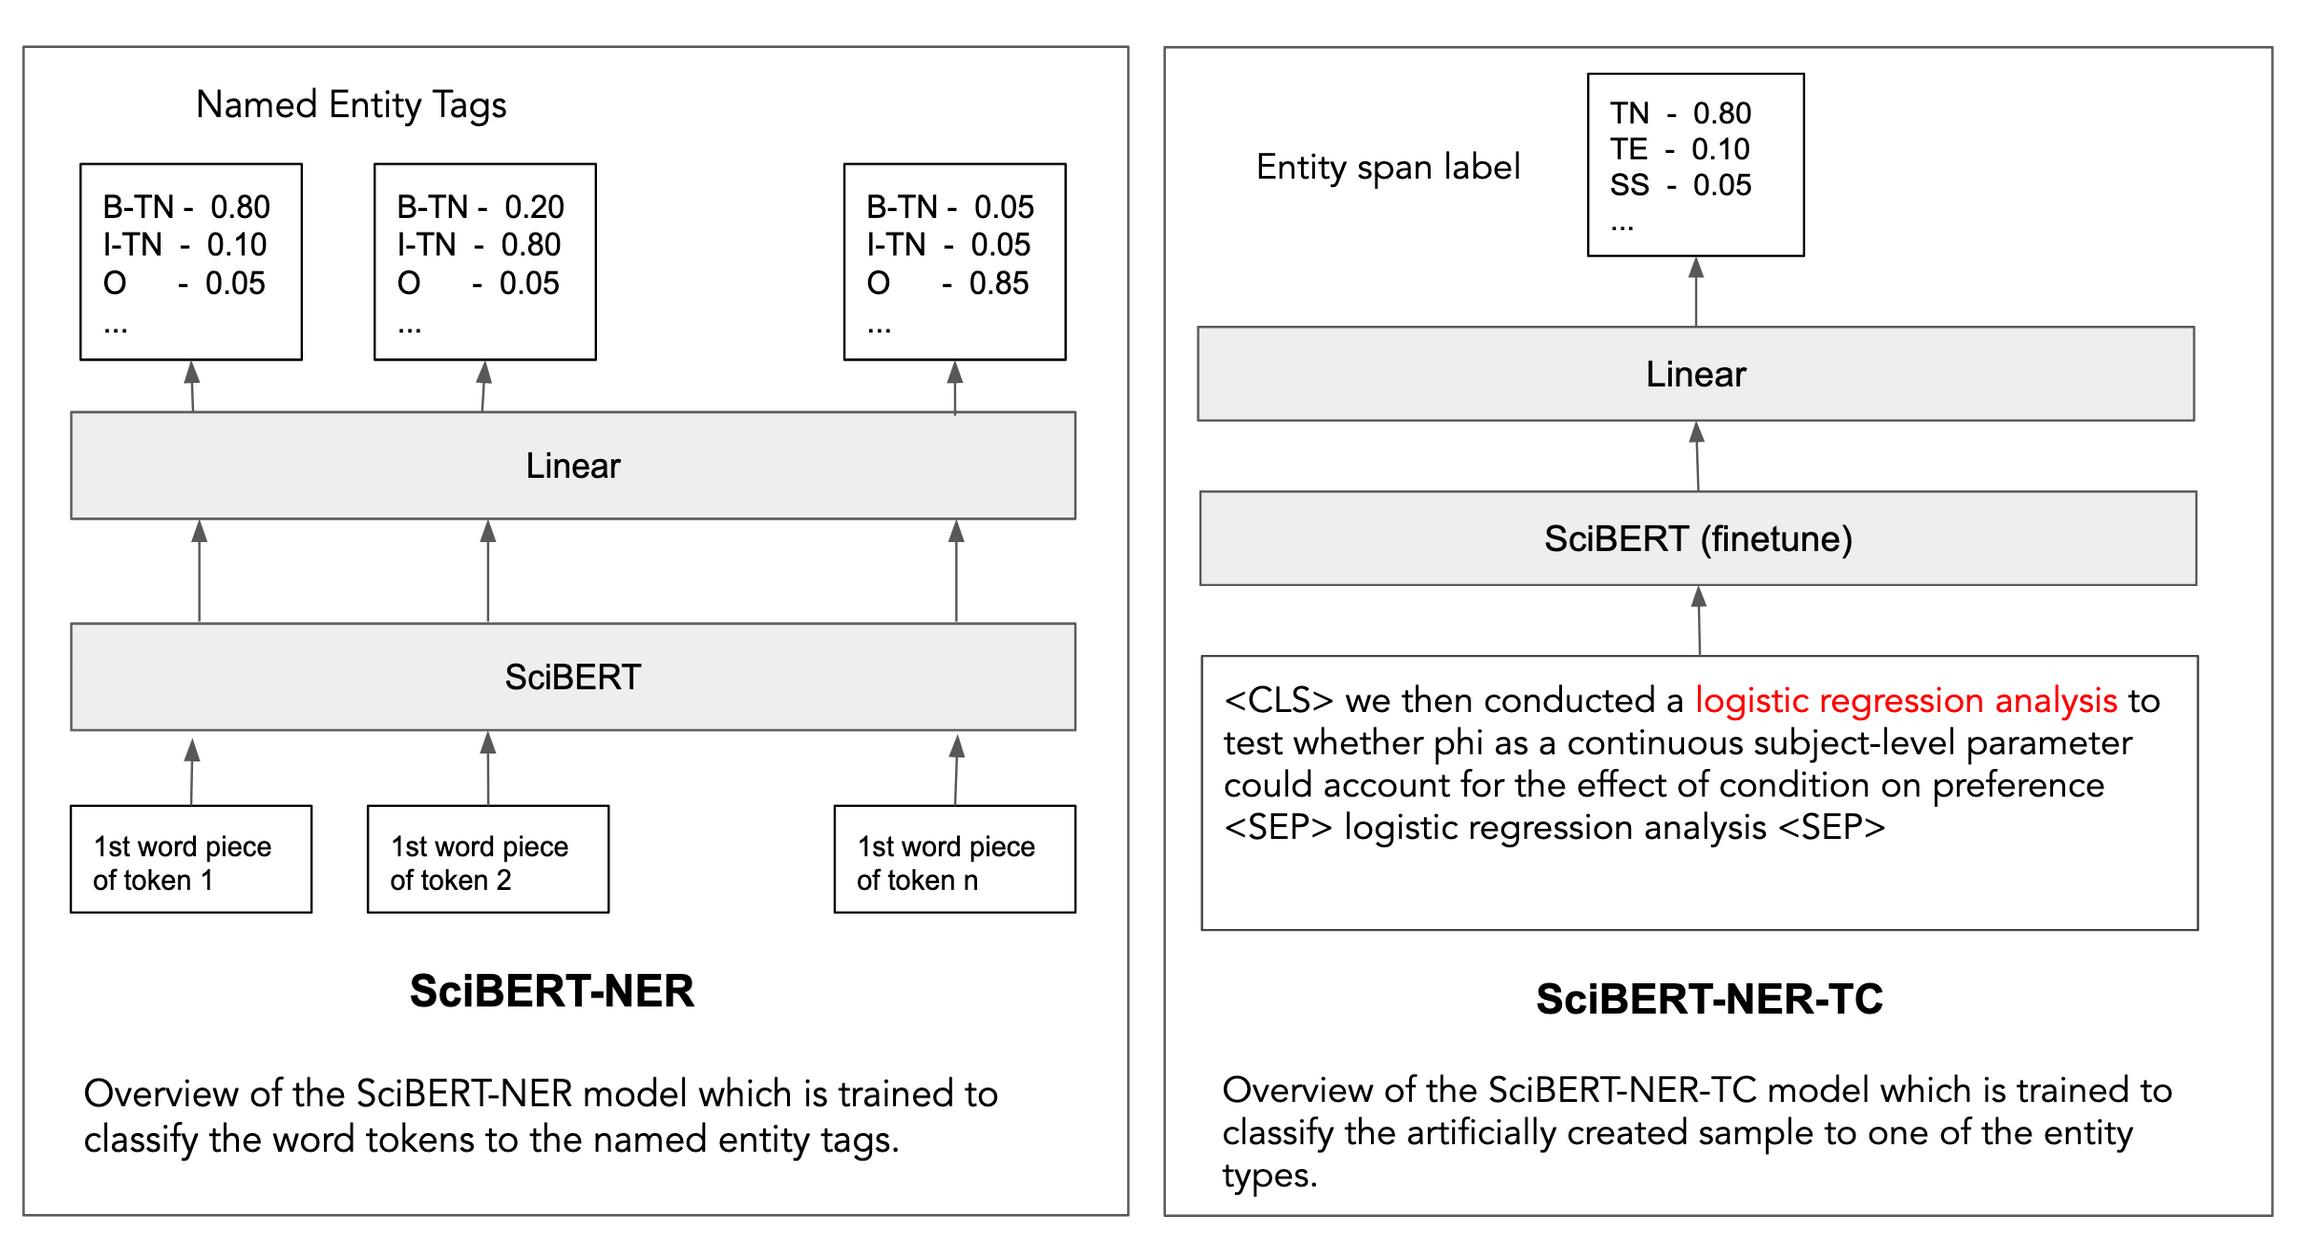 Named Entity Tags
B-TN - 0.80
I-TN - 0.10
O - 0.05
...
B-TN - 0.20
I-TN - 0.80
O - 0.05
...
B-TN - 0.05
I-TN - 0.05
O - 0.85
...
Linear
SciBERT
1st word piece
of token 1
1st word piece
of token 2
1st word piece
of token n
SciBERT-NER
Overview of the SciBERT-NER model which is trained to
classify the word tokens to the named entity tags.
Entity span label
TN - 0.80
TE - 0.10
SS - 0.05
...
Linear
SciBERT (finetune)
<CLS> we then conducted a logistic regression analysis to
test whether phi as a continuous subject-level parameter
could account for the effect of condition on preference
<SEP> logistic regression analysis <SEP>
SciBERT-NER-TC
Overview of the SciBERT-NER-TC model which is trained to
classify the artificially created sample to one of the entity
types.